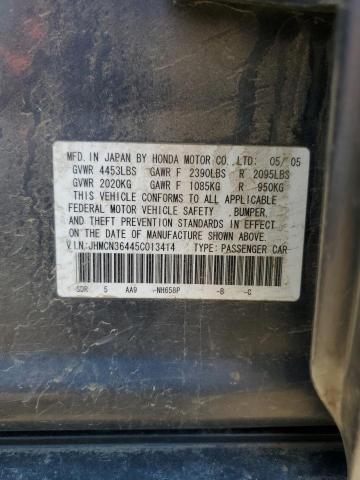 MFD. IN JAPAN BY HONDA MOTOR CO., LTD: 05/05
GVWR 4453LBS GAWR F 2390LBS R 2095LBS
GVWR 2020KG GAWR F 1085KG R 950KG
THIS VEHICLE CONFORMS TO ALL APPLICABLE
FEDERAL MOTOR VEHICLE SAFETY ,BUMPER,
AND THEFT PREVENTION STANDARDS IN EFFECT
ON THE DATE OF MANUFACTURE SHOWN ABOVE.
V.I.N:JHMCN36445C013414 TYPE:PASSENGER CAR
SDR 5 AA9 -NH658P -B -C